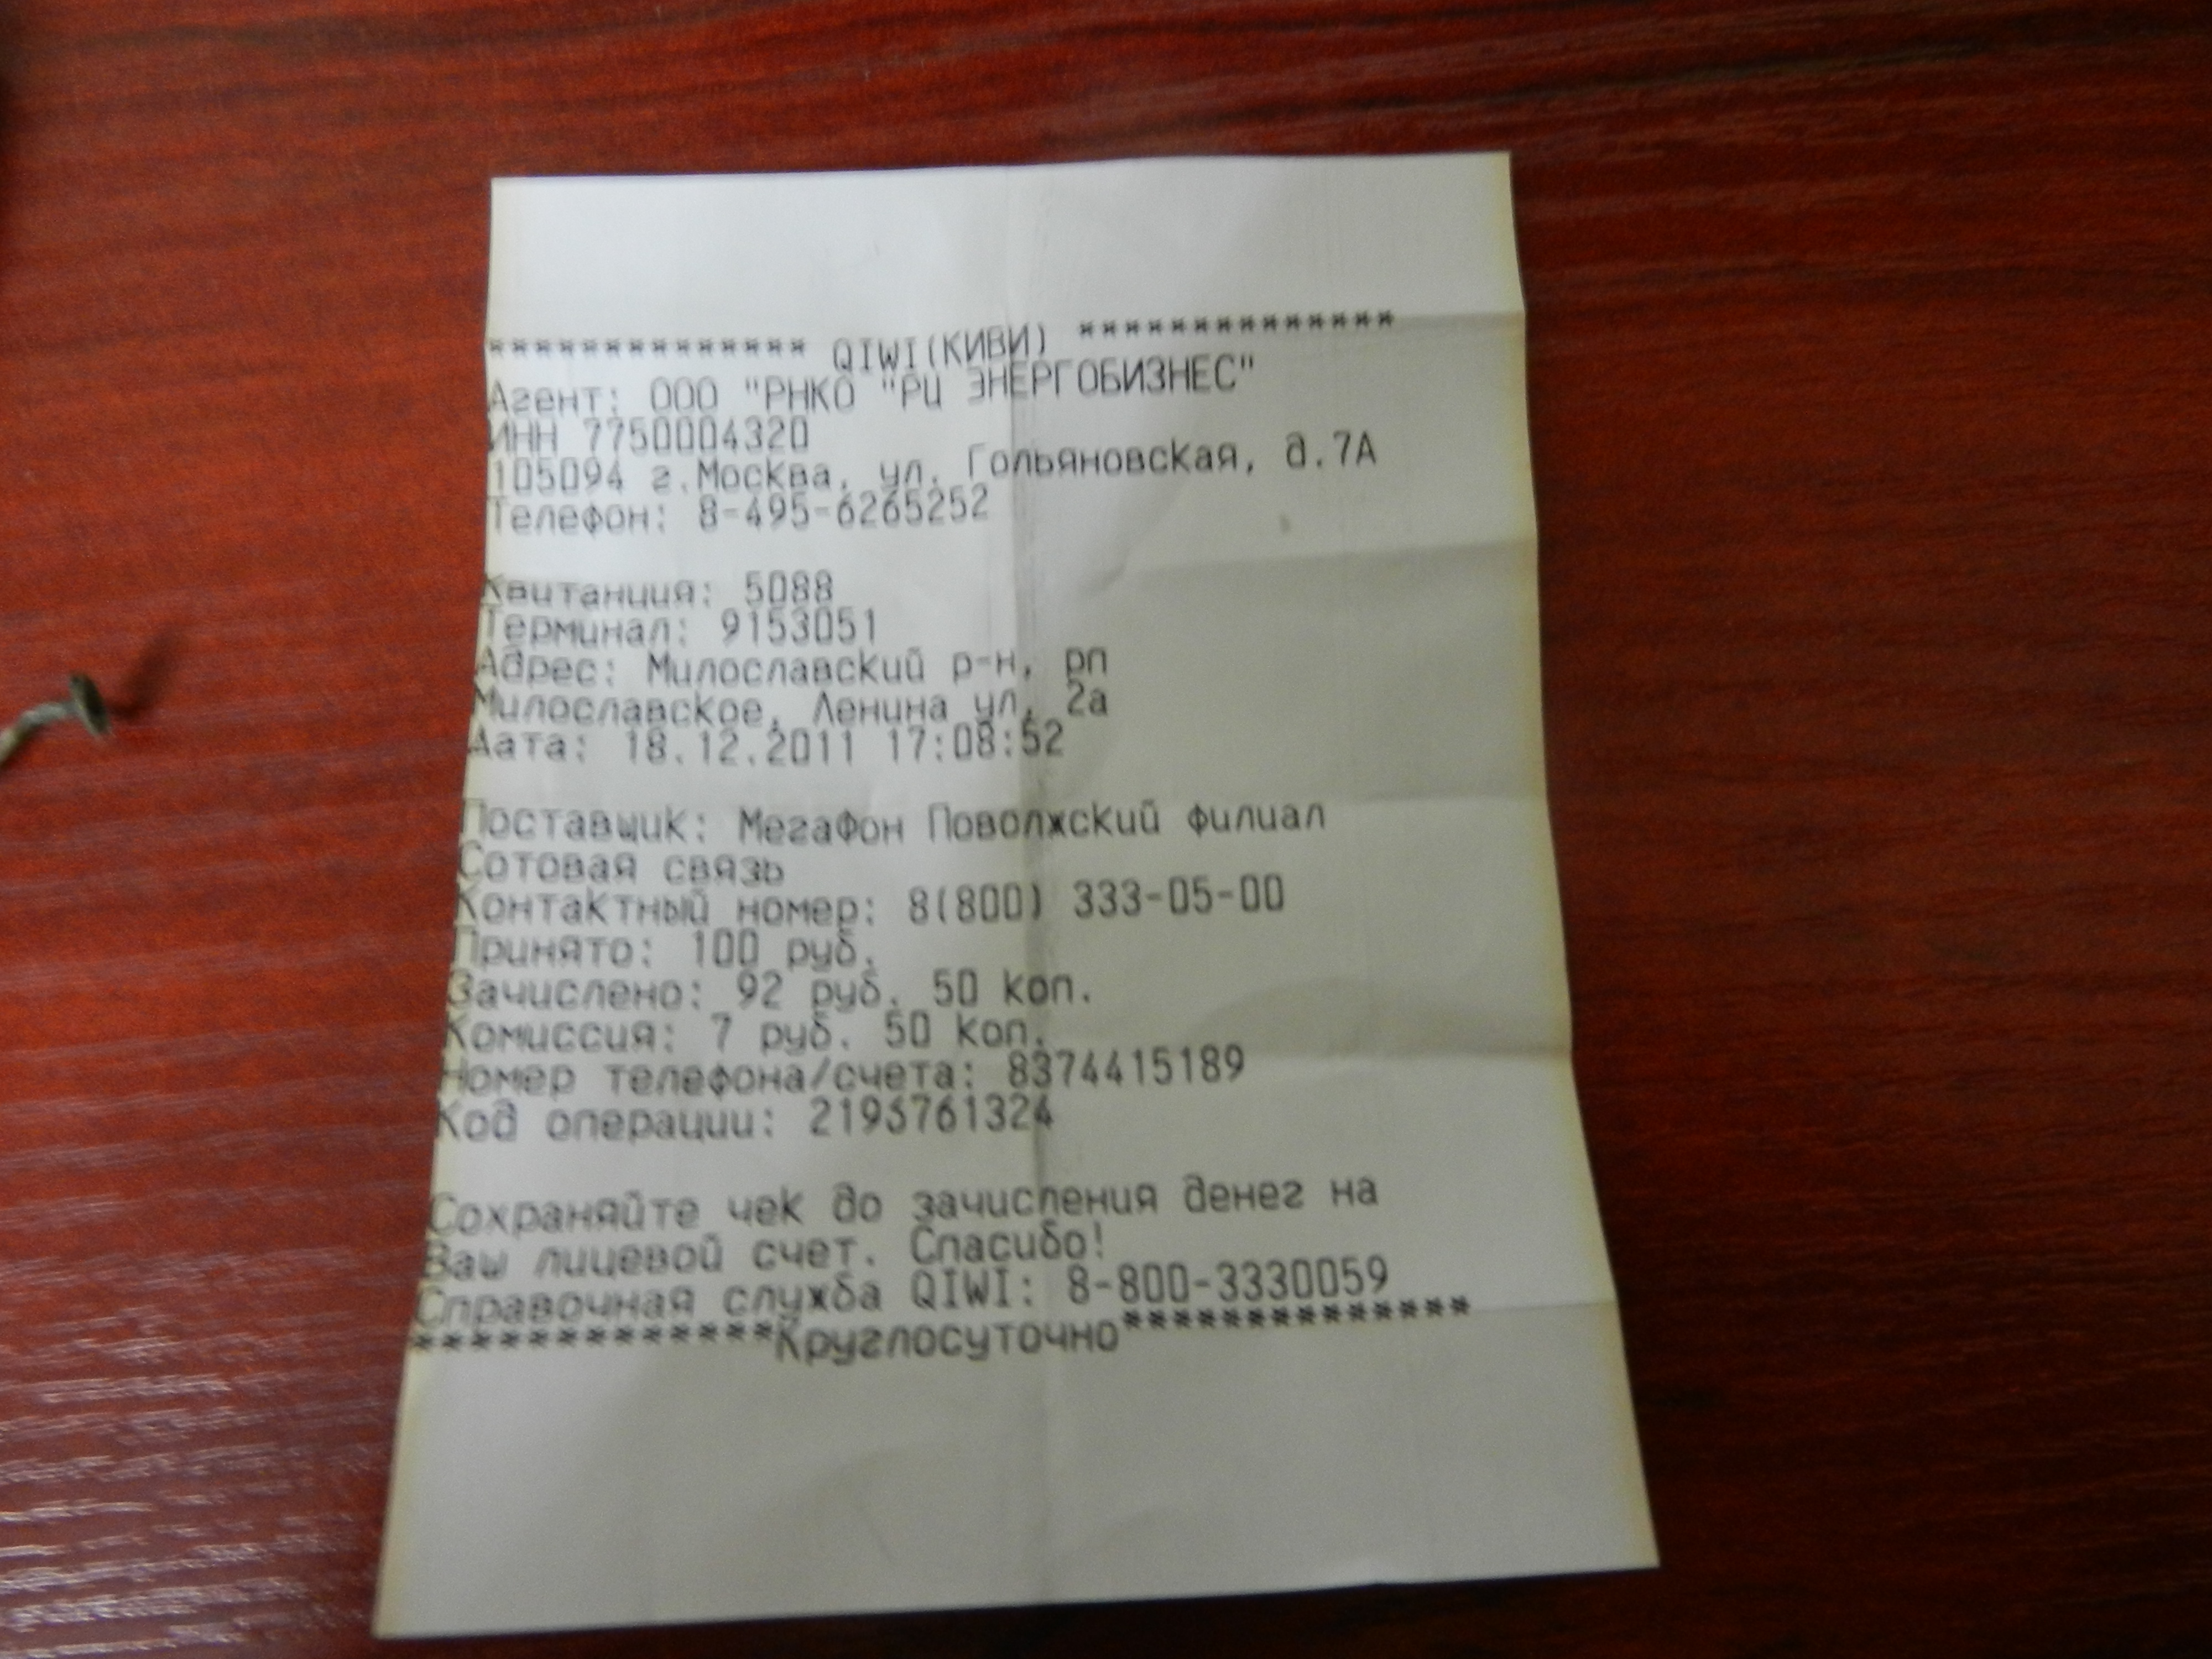 ************** QIWI(КИВИ) **************
Агент: ООО "РНКО "РЦ ЭНЕРГОБИЗНЕС"
ИНН 7750004320
105094 г.Москва, ул. Гольяновская, д.7А
Телефон: 8-495-6265252
Квитанция: 5088
Терминал: 9153051
Адрес: Милославский р-н, рп
Милославское, Ленина ул, 2а
Дата: 18.12.2011 17:08:52
Поставщик: МегаФон Поволжский филиал
Сотовая связь
Контактный номер: 8(800) 333-05-00
Принято: 100 руб.
Зачислено: 92 руб. 50 коп.
Комиссия: 7 руб. 50 коп.
Номер телефона/счета: 8374415189
Код операции: 2193761324
Сохраняйте чек до зачисления денег на
Ваш лицевой счет. Спасибо!
Справочная служба QIWI: 8-800-3330059
***************Круглосуточно**************